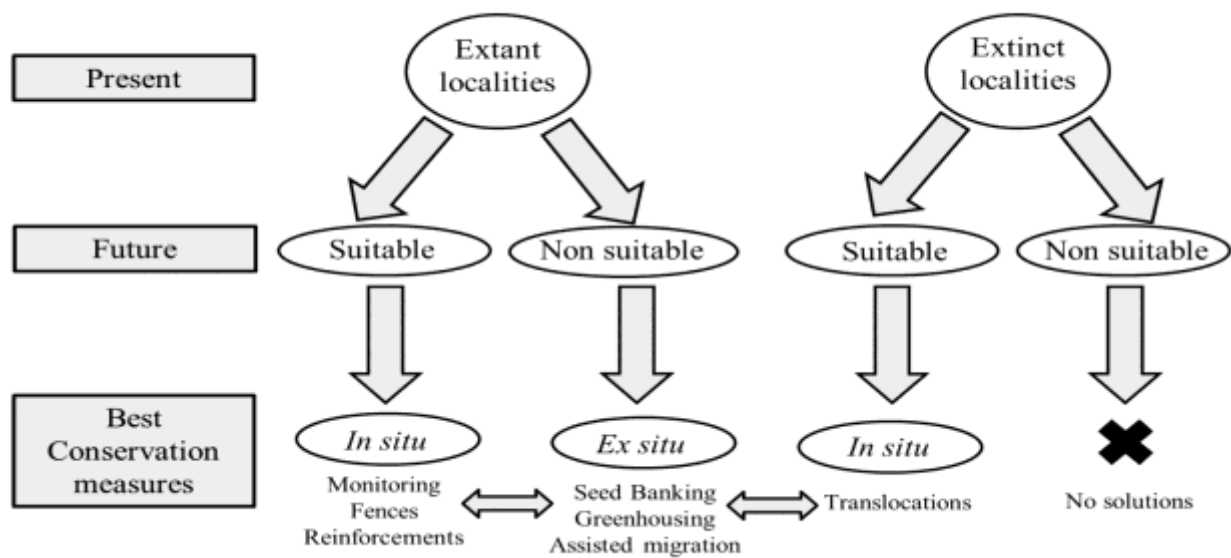 Present
Extant
localities
Extinct
localities
Future
Suitable
Non suitable
Suitable
Non suitable
Best
Conservation
measures
In situ
Ex situ
In situ
Monitoring
Fences
Reinforcements
Seed Banking
Greenhousing
Assisted migration
Translocations
No solutions